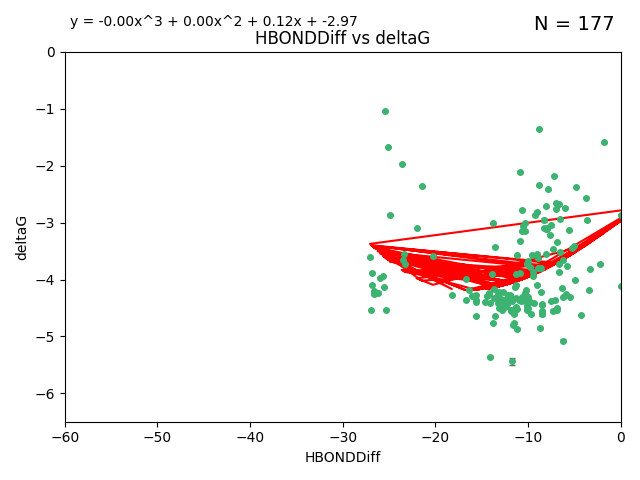 y = -0.00x^3 + 0.00x^2 + 0.12x + -2.97
N = 177
HBONDDiff vs deltaG
0
−1
−2
−3
−4
−5
−6
deltaG
−60 −50 −40 −30 −20 −10 0
HBONDDiff